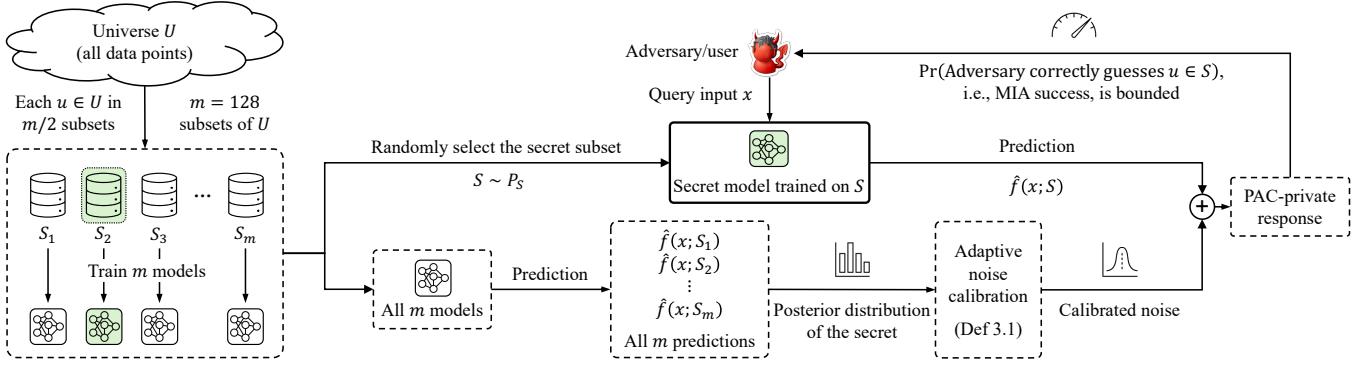 Universe U
(all data points)
Each u ∈ U in
m/2 subsets
m = 128
subsets of U
S₁
S₂
S₃
...
Sₘ
Train m models
Randomly select the secret subset
S ~ P_S
All m models
Prediction
Adversary/user
Query input x
Secret model trained on S
f̂(x; S₁)
f̂(x; S₂)
⋮
f̂(x; Sₘ)
All m predictions
Posterior distribution
of the secret
Adaptive
noise
calibration
(Def 3.1)
Calibrated noise
Prediction
f̂(x; S)
Pr(Adversary correctly guesses u ∈ S),
i.e., MIA success, is bounded
+
PAC-private
response